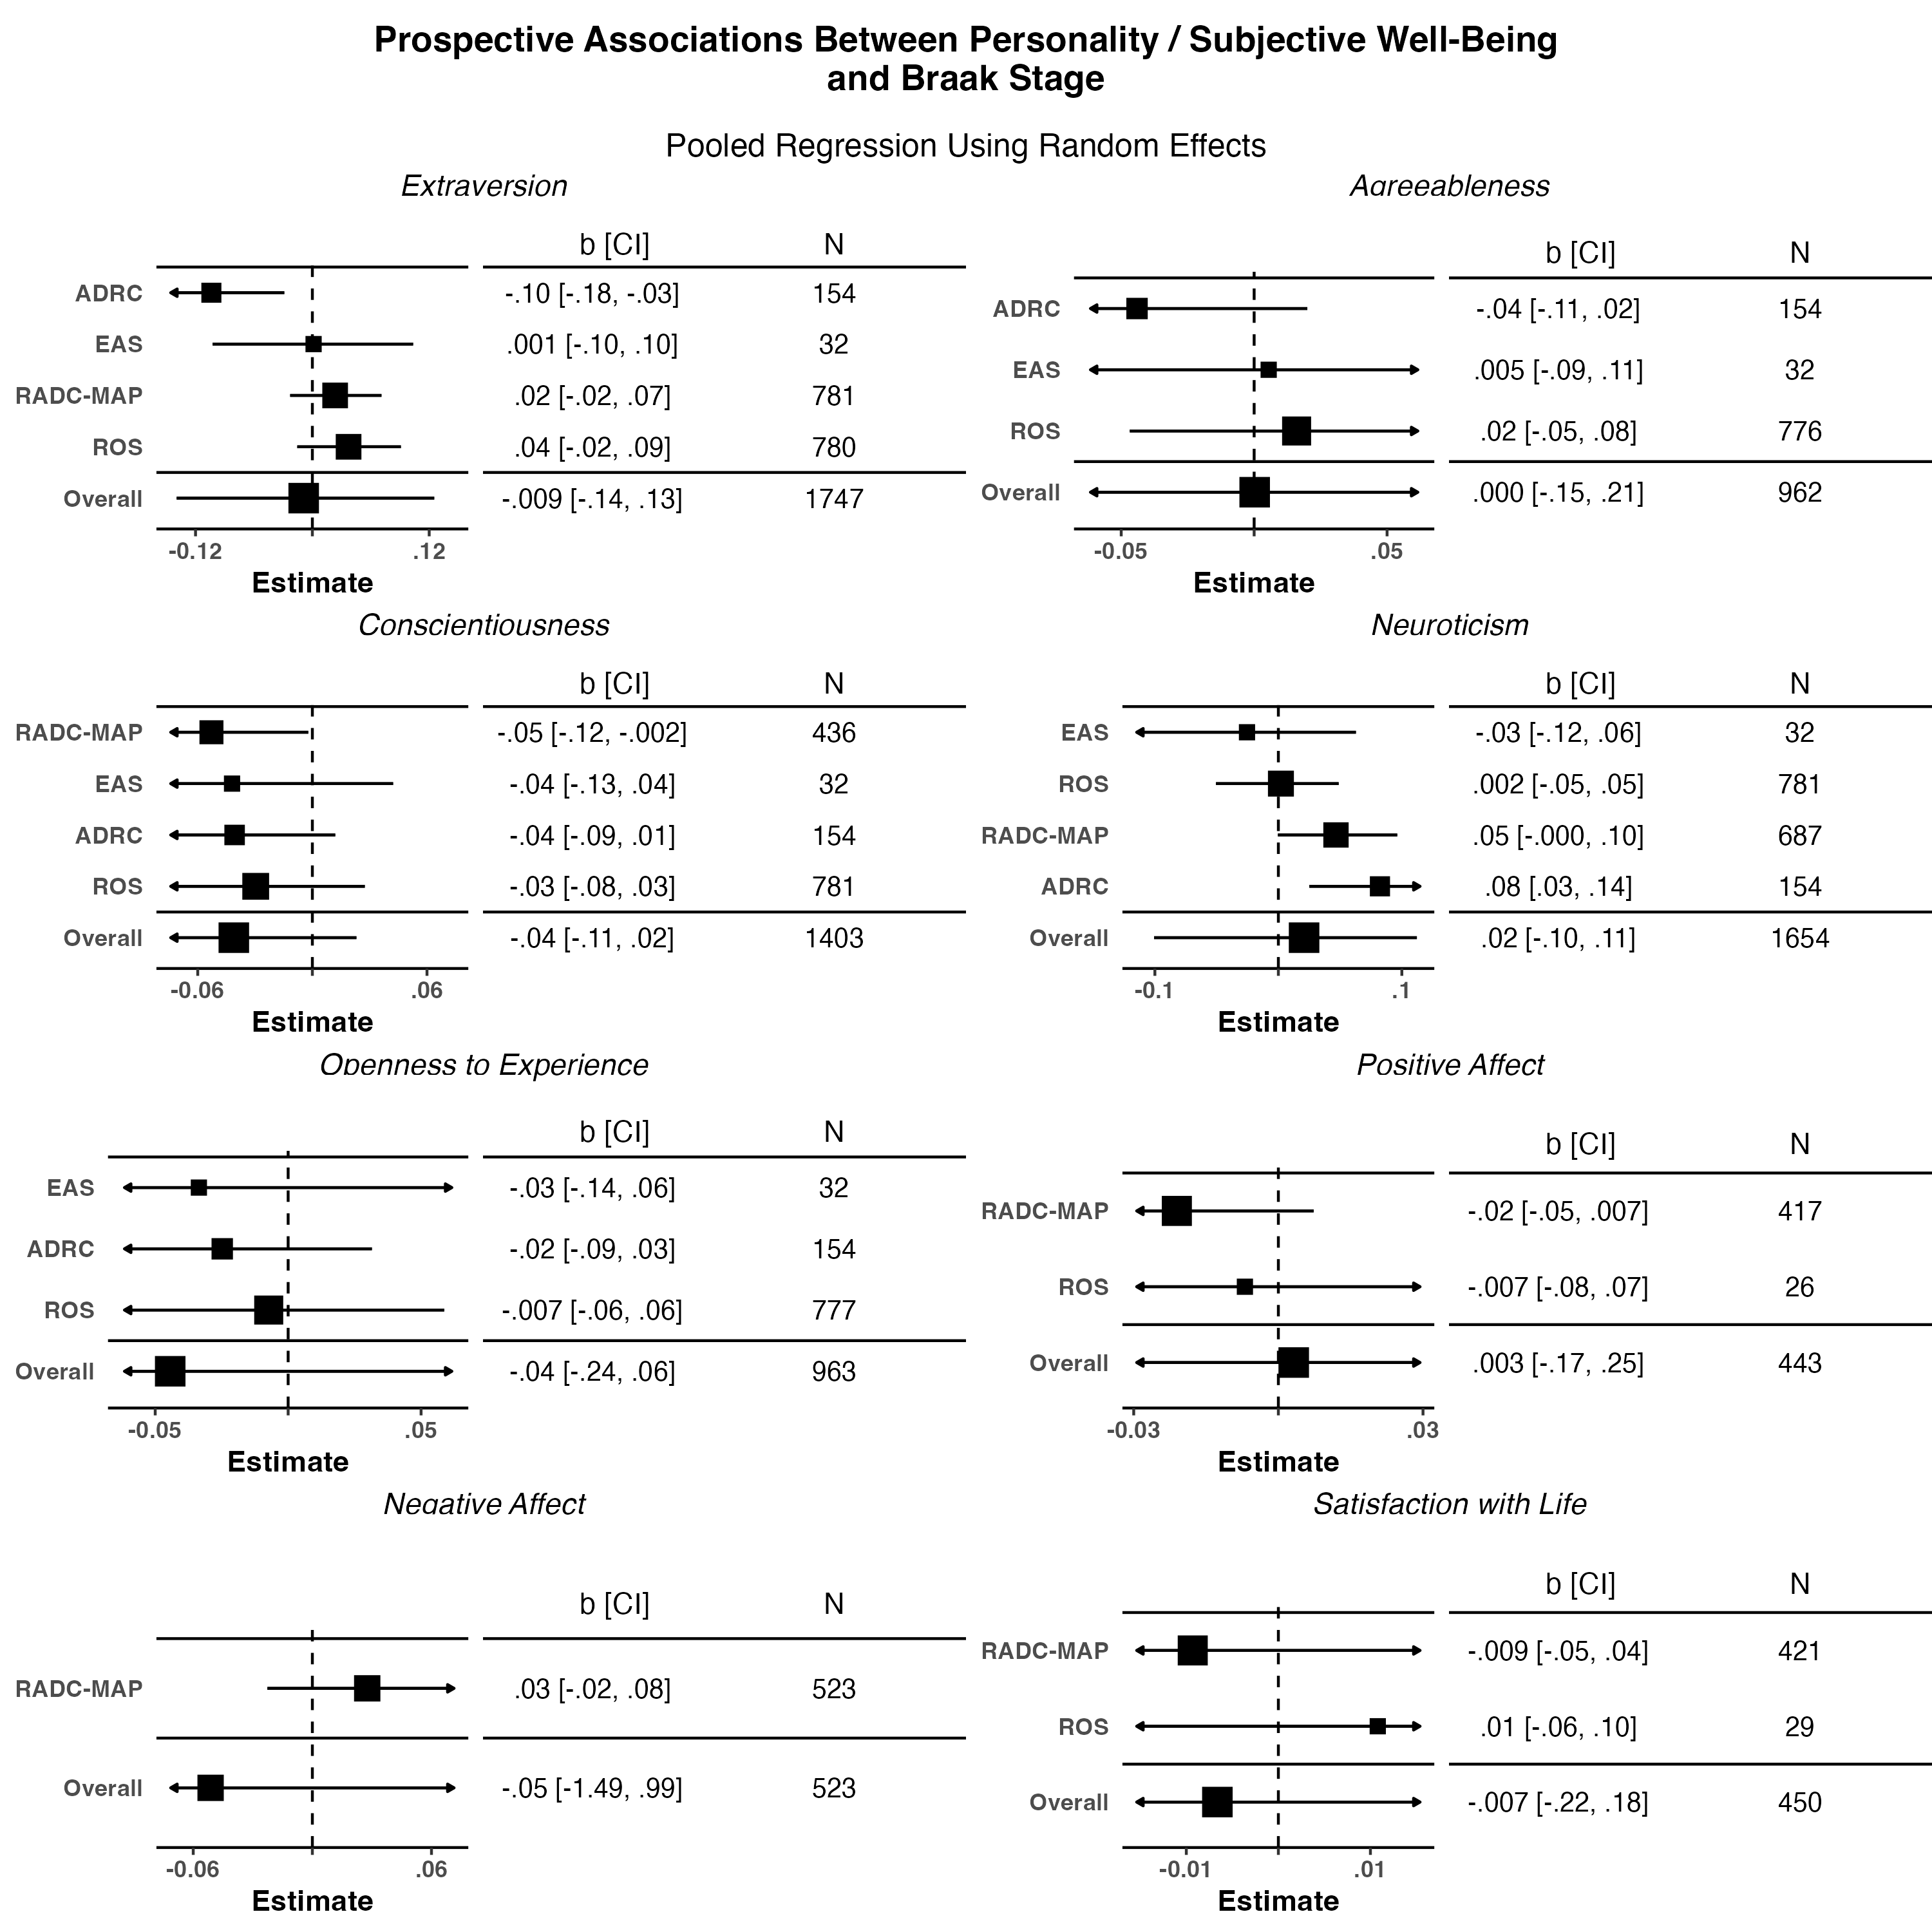 Prospective Associations Between Personality / Subjective Well-Being
and Braak Stage
Pooled Regression Using Random Effects
Extraversion
b [CI] N
ADRC -.10 [-.18, -.03] 154
EAS .001 [-.10, .10] 32
RADC-MAP .02 [-.02, .07] 781
ROS .04 [-.02, .09] 780
Overall -.009 [-.14, .13] 1747
-0.12 .12
Estimate
Agreeableness
b [CI] N
ADRC -.04 [-.11, .02] 154
EAS .005 [-.09, .11] 32
ROS .02 [-.05, .08] 776
Overall .000 [-.15, .21] 962
-0.05 .05
Estimate
Conscientiousness
b [CI] N
RADC-MAP -.05 [-.12, -.002] 436
EAS -.04 [-.13, .04] 32
ADRC -.04 [-.09, .01] 154
ROS -.03 [-.08, .03] 781
Overall -.04 [-.11, .02] 1403
-0.06 .06
Estimate
Neuroticism
b [CI] N
EAS -.03 [-.12, .06] 32
ROS .002 [-.05, .05] 781
RADC-MAP .05 [-.000, .10] 687
ADRC .08 [.03, .14] 154
Overall .02 [-.10, .11] 1654
-0.1 .1
Estimate
Openness to Experience
b [CI] N
EAS -.03 [-.14, .06] 32
ADRC -.02 [-.09, .03] 154
ROS -.007 [-.06, .06] 777
Overall -.04 [-.24, .06] 963
-0.05 .05
Estimate
Positive Affect
b [CI] N
RADC-MAP -.02 [-.05, .007] 417
ROS -.007 [-.08, .07] 26
Overall .003 [-.17, .25] 443
-0.03 .03
Estimate
Negative Affect
b [CI] N
RADC-MAP .03 [-.02, .08] 523
Overall -.05 [-1.49, .99] 523
-0.06 .06
Estimate
Satisfaction with Life
b [CI] N
RADC-MAP -.009 [-.05, .04] 421
ROS .01 [-.06, .10] 29
Overall -.007 [-.22, .18] 450
-0.01 .01
Estimate